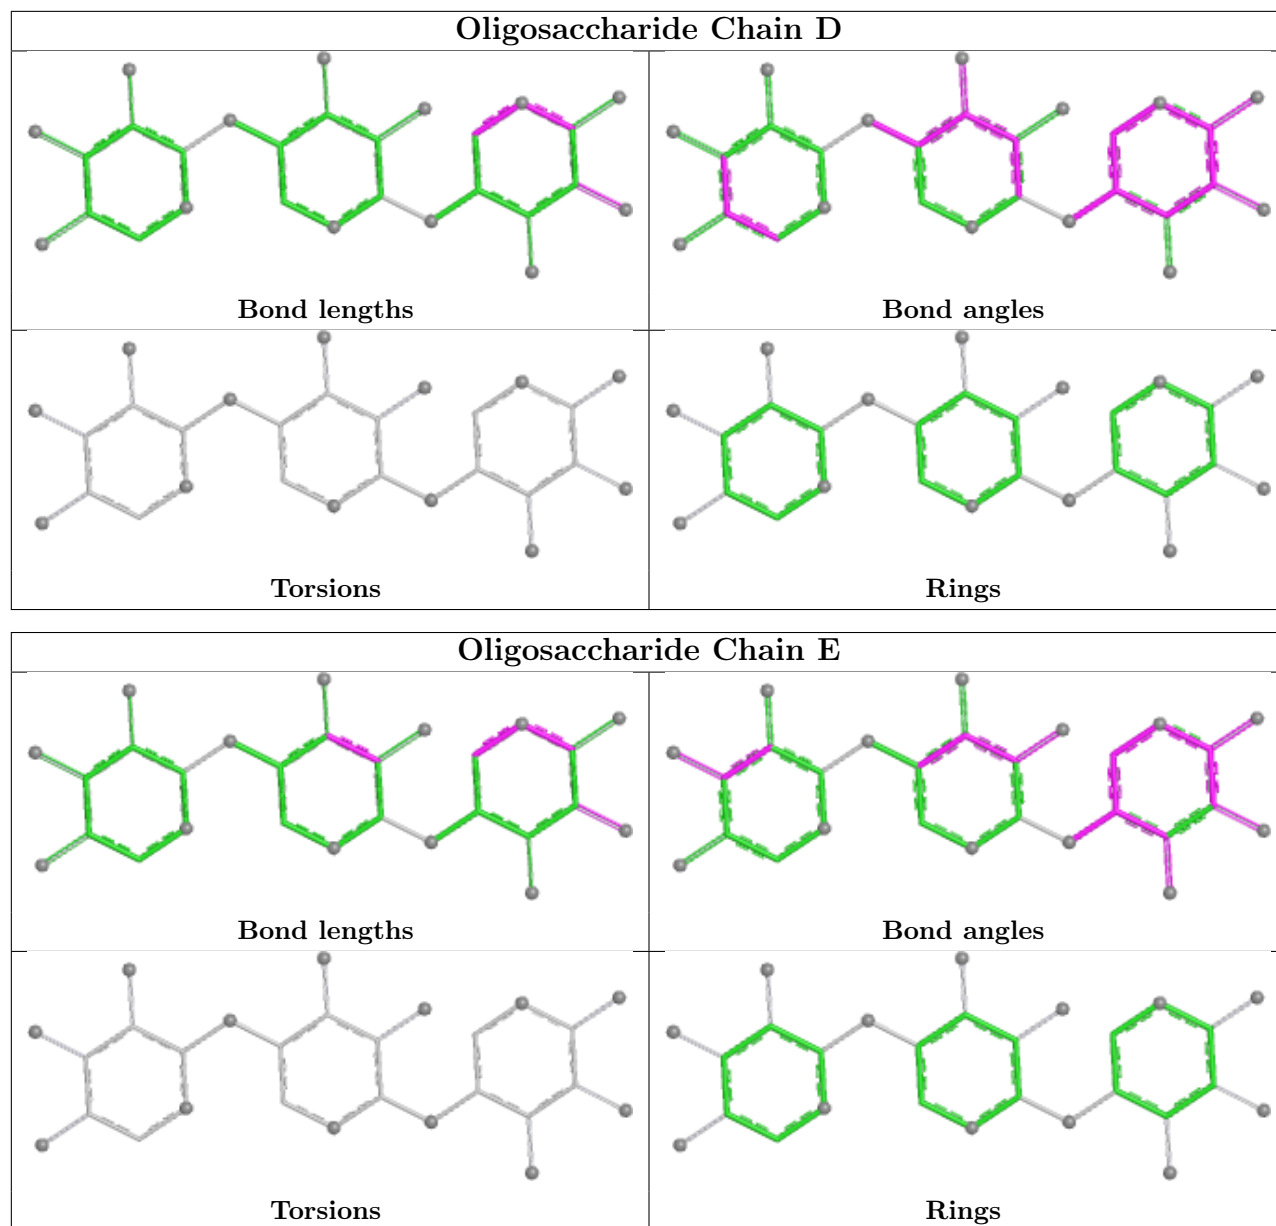 Oligosaccharide Chain D
Bond lengths
Bond angles
Torsions
Rings
Oligosaccharide Chain E
Bond lengths
Bond angles
Torsions
Rings